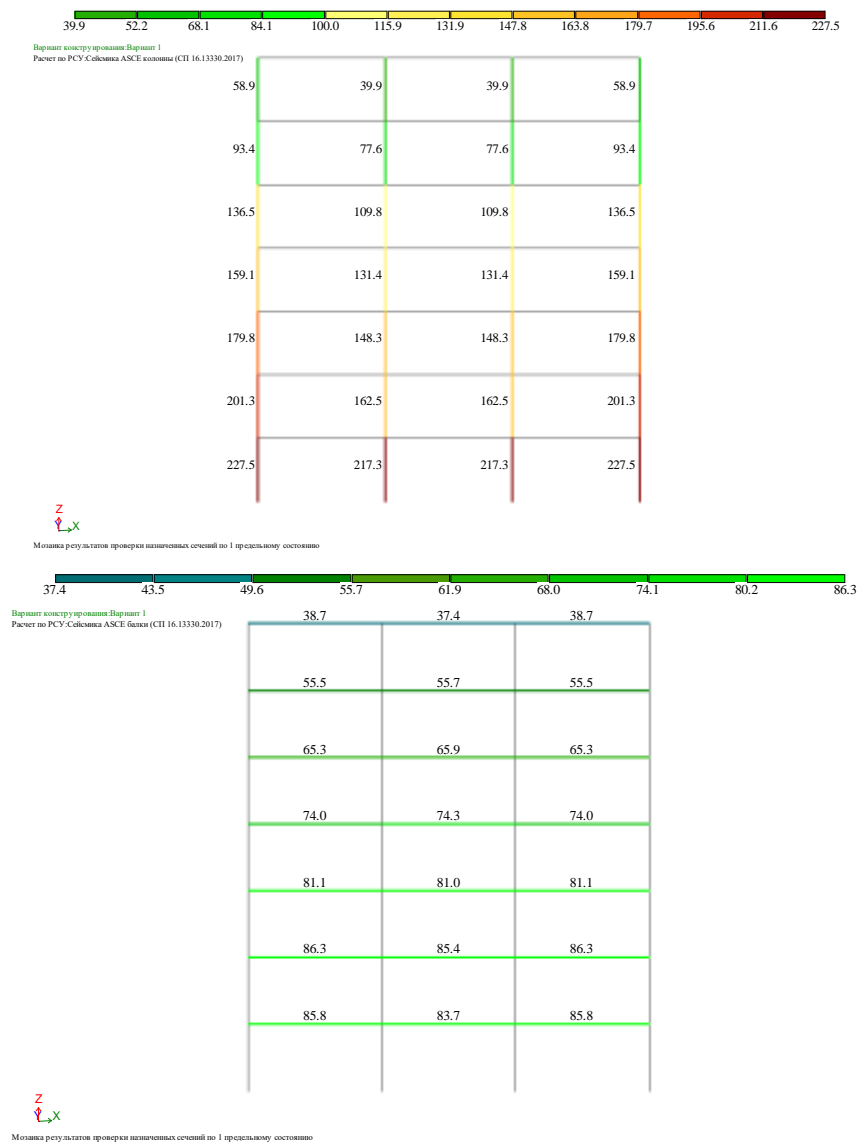 39.9 52.2 68.1 84.1 100.0 115.9 131.9 147.8 163.8 179.7 195.6 211.6 227.5
Вариант конструирования:Вариант 1
Расчет по РСУ:Сейсмика ASCE колонны (СП 16.13330.2017)
58.9 39.9 39.9 58.9
93.4 77.6 77.6 93.4
136.5 109.8 109.8 136.5
159.1 131.4 131.4 159.1
179.8 148.3 148.3 179.8
201.3 162.5 162.5 201.3
227.5 217.3 217.3 227.5
Z
Y X
Мозаика результатов проверки назначенных сечений по 1 предельному состоянию
37.4 43.5 49.6 55.7 61.9 68.0 74.1 80.2 86.3
Вариант конструирования:Вариант 1
Расчет по РСУ:Сейсмика ASCE балки (СП 16.13330.2017)
38.7 37.4 38.7
55.5 55.7 55.5
65.3 65.9 65.3
74.0 74.3 74.0
81.1 81.0 81.1
86.3 85.4 86.3
85.8 83.7 85.8
Z
Y X
Мозаика результатов проверки назначенных сечений по 1 предельному состоянию